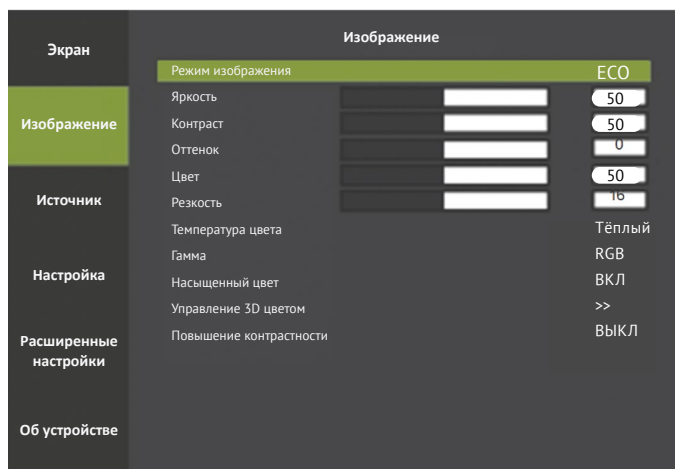 Экран
Изображение
Источник
Настройка
Расширенные
настройки
Об устройстве
Изображение
Режим изображения ECO
Яркость 50
Контраст 50
Оттенок 0
Цвет 50
Резкость 16
Температура цвета Тёплый
Гамма RGB
Насыщенный цвет ВКЛ
Управление 3D цветом >>
Повышение контрастности ВЫКЛ